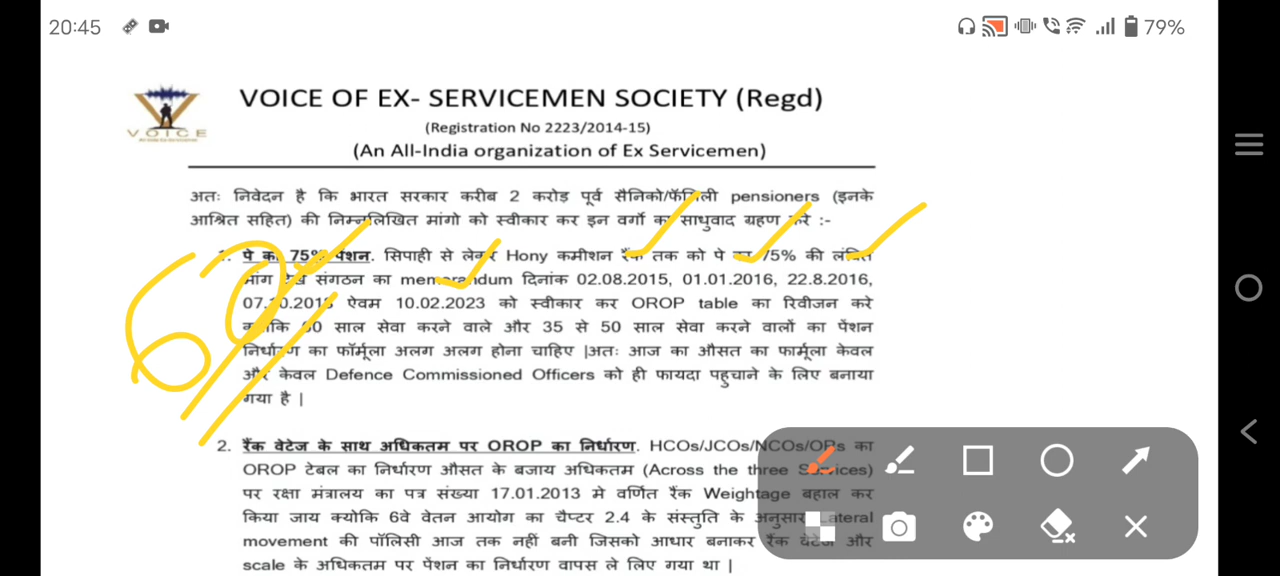 20:45 79%
VOICE OF EX- SERVICEMEN SOCIETY (Regd)
(Registration No 2223/2014-15)
VOICE
(An All-India organization of Ex Servicemen)
अतः निवेदन है कि भारत सरकार करीब 2 करोड़ पूर्व सैनिको/फॅमिली pensioners (इनके
आश्रित सहित) की निम्नलिखित मांगो को स्वीकार कर इन वर्गो का साधुवाद ग्रहण करे :-
1. पे का 75% पेंशन. सिपाही से लेकर Hony कमीशन रैंक तक को पे का 75% की लंबित
मांग संगठन का memorandum दिनांक 02.08.2015, 01.01.2016, 22.8.2016,
ऐवम 10.02.2023 को स्वीकार कर OROP table का रिवीजन करे
साल सेवा करने वाले और 35 से 50 साल सेवा करने वालों का पेंशन
निर्धारण का फॉर्मूला अलग अलग होना चाहिए |अतः आज का औसत का फार्मूला केवल
और केवल Defence Commissioned Officers को ही फायदा पहुचाने के लिए बनाया
गया है |
2. रैंक वेटेज के साथ अधिकतम पर OROP का निर्धारण. HCOs/JCOs/NCOs/ORs का
OROP टेबल का निर्धारण औसत के बजाय अधिकतम (Across the three Services)
पर रक्षा मंत्रालय का पत्र संख्या 17.01.2013 मे वर्णित रैंक Weightage बहाल कर
किया जाय क्योकि 6वे वेतन आयोग का चैप्टर 2.4 के संस्तुति के अनुसार Lateral
movement की पॉलिसी आज तक नहीं बनी जिसको आधार बनाकर रैंक वेटेज और
scale के अधिकतम पर पेंशन का निर्धारण वापस ले लिए गया था |